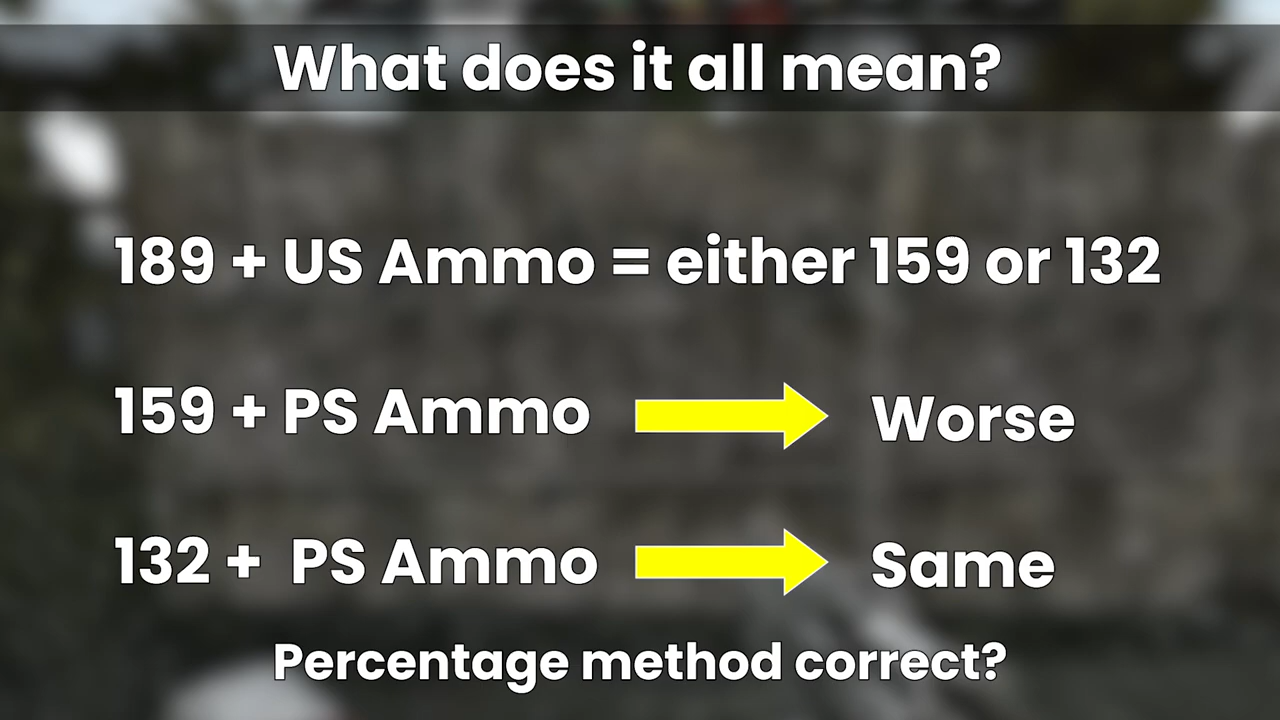 What does it all mean?
189 + US Ammo = either 159 or 132
159 + PS Ammo Worse
132 + PS Ammo Same
Percentage method correct?